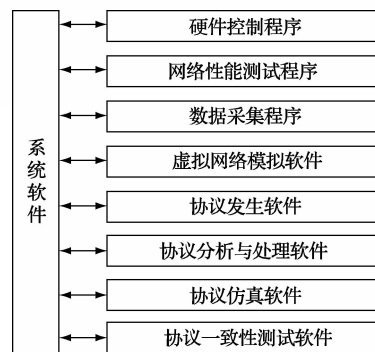 系统软件
硬件控制程序
网络性能测试程序
数据采集程序
虚拟网络模拟软件
协议发生软件
协议分析与处理软件
协议仿真软件
协议一致性测试软件